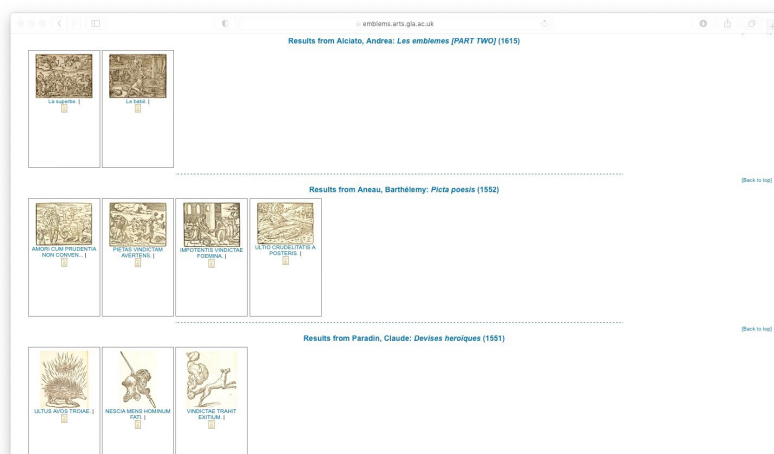 emblems.arts.gla.ac.uk
Results from Alciato, Andrea: Les emblemes [PART TWO] (1615)
La superbe. |
Le babil. |
[Back to top]
Results from Aneau, Barthélemy: Picta poesis (1552)
AMORI CUM PRUDENTIA
NON CONVEN... |
PIETAS VINDICTAM
AVERTENS. |
IMPOTENTIS VINDICTAE
FOEMINA. |
ULTIO CRUDELITATIS A
POSTERIS. |
[Back to top]
Results from Paradin, Claude: Devises heroïques (1551)
ULTUS AVOS TROIAE. |
NESCIA MENS HOMINUM
FATI. |
VINDICTAE TRAHIT
EXITIUM. |